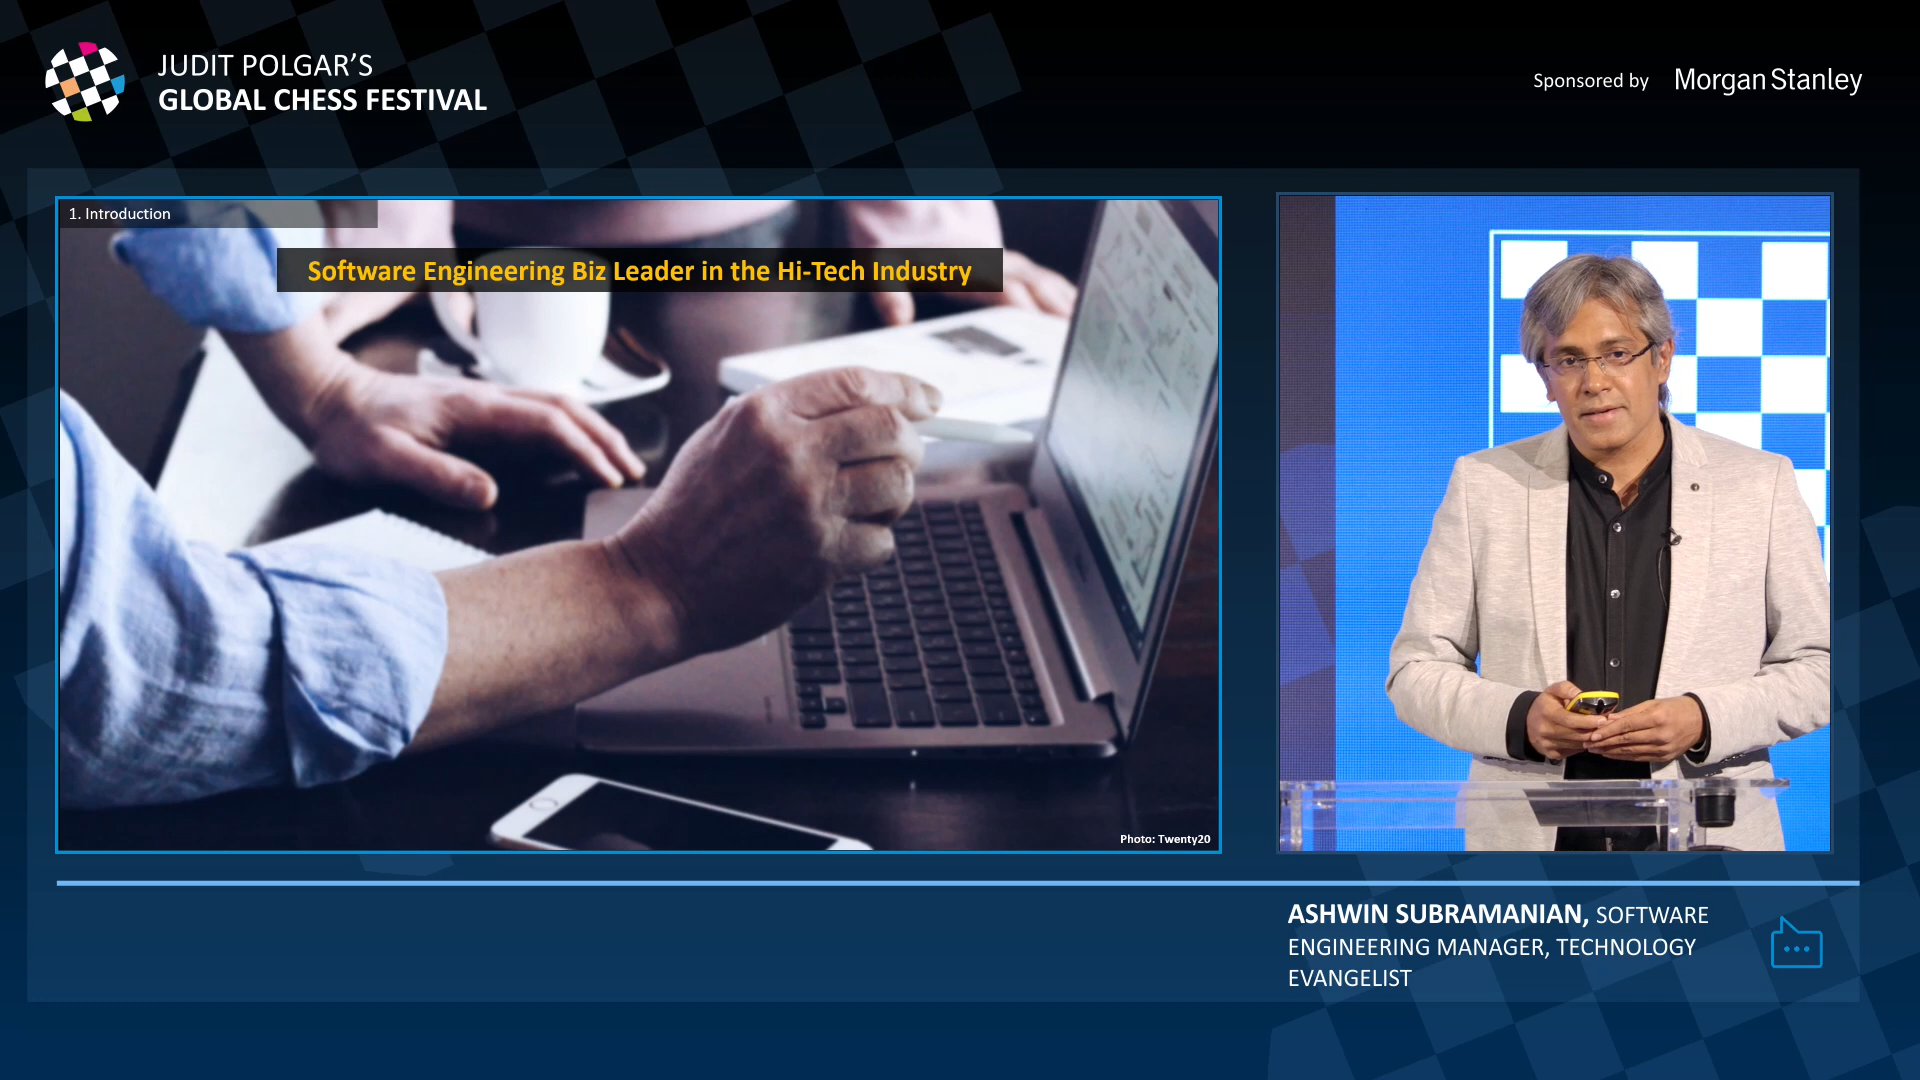 JUDIT POLGAR’S
GLOBAL CHESS FESTIVAL
Sponsored by Morgan Stanley
1. Introduction
Software Engineering Biz Leader in the Hi-Tech Industry
Photo: Twenty20
ASHWIN SUBRAMANIAN, SOFTWARE
ENGINEERING MANAGER, TECHNOLOGY
EVANGELIST